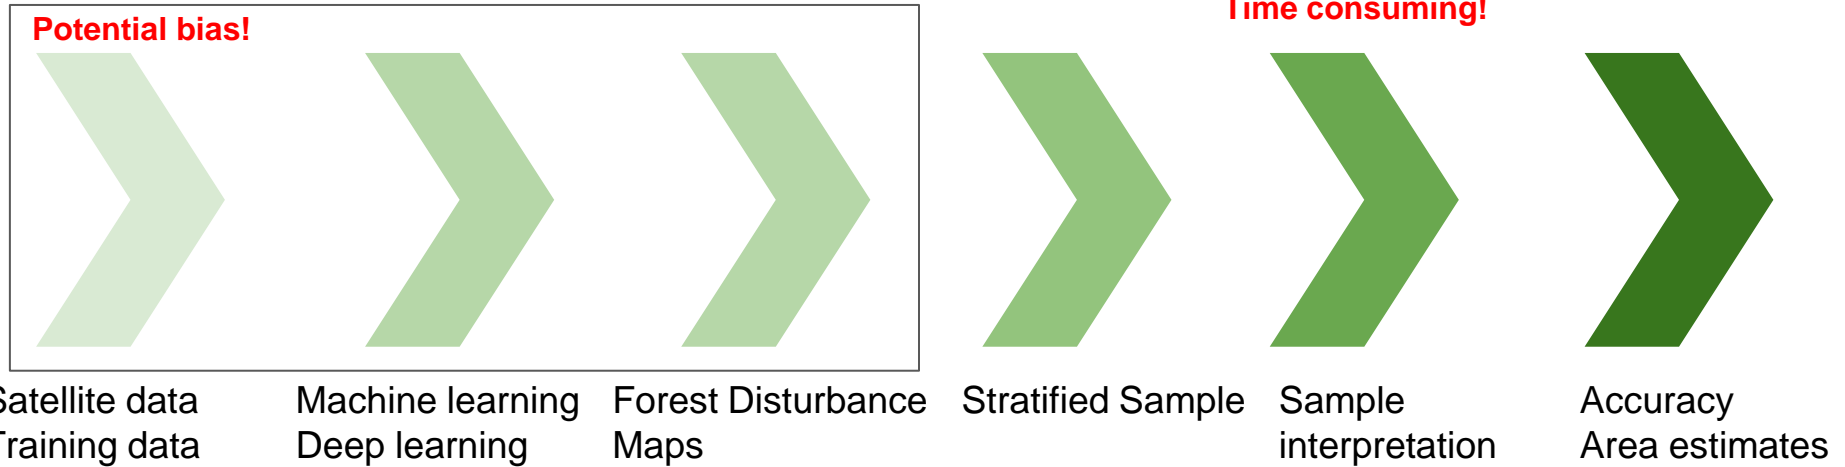 Potential bias!
Time consuming!
Satellite data
Training data
Machine learning
Deep learning
Forest Disturbance
Maps
Stratified Sample
Sample
interpretation
Accuracy
Area estimates